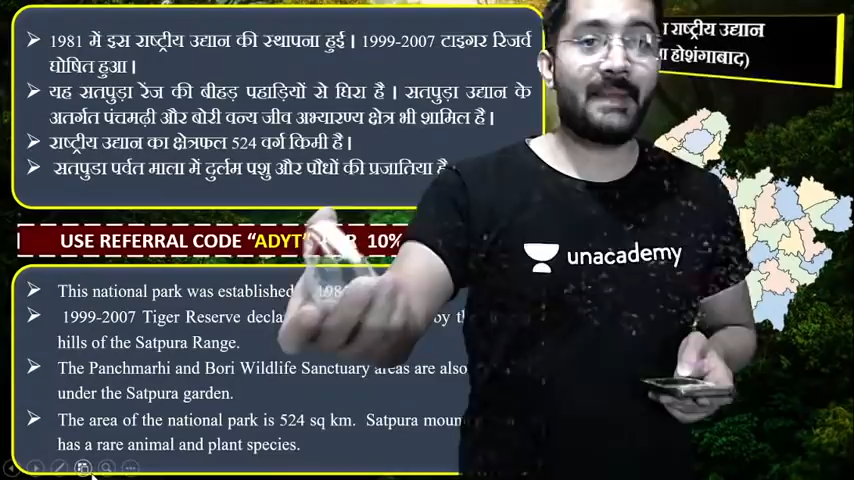 1981 में इस राष्ट्रीय उद्यान की स्थापना हुई । 1999-2007 टाइगर रिजर्व
घोषित हुआ ।
यह सतपुड़ा रेंज की बीहड़ पहाड़ियों से घिरा है । सतपुड़ा उद्यान के
अतर्गत पंचमढ़ी और बोरी वन्य जीव अभ्यारण्य क्षेत्र भी शामिल है ।
राष्ट्रीय उद्यान का क्षेत्रफल 524 वर्ग किमी है ।
सतपुडा पर्वत माला में दुर्लम पशु और पौधों की प्रजातिया है
राष्ट्रीय उद्यान
होशंगाबाद)
USE REFERRAL CODE “ADYT” 10%
This national park was established
1999-2007 Tiger Reserve by
hills of the Satpura Range.
The Panchmarhi and Bori Wildlife Sanctuary areas are also
under the Satpura garden.
The area of the national park is 524 sq km. Satpura
has a rare animal and plant species.
unacademy